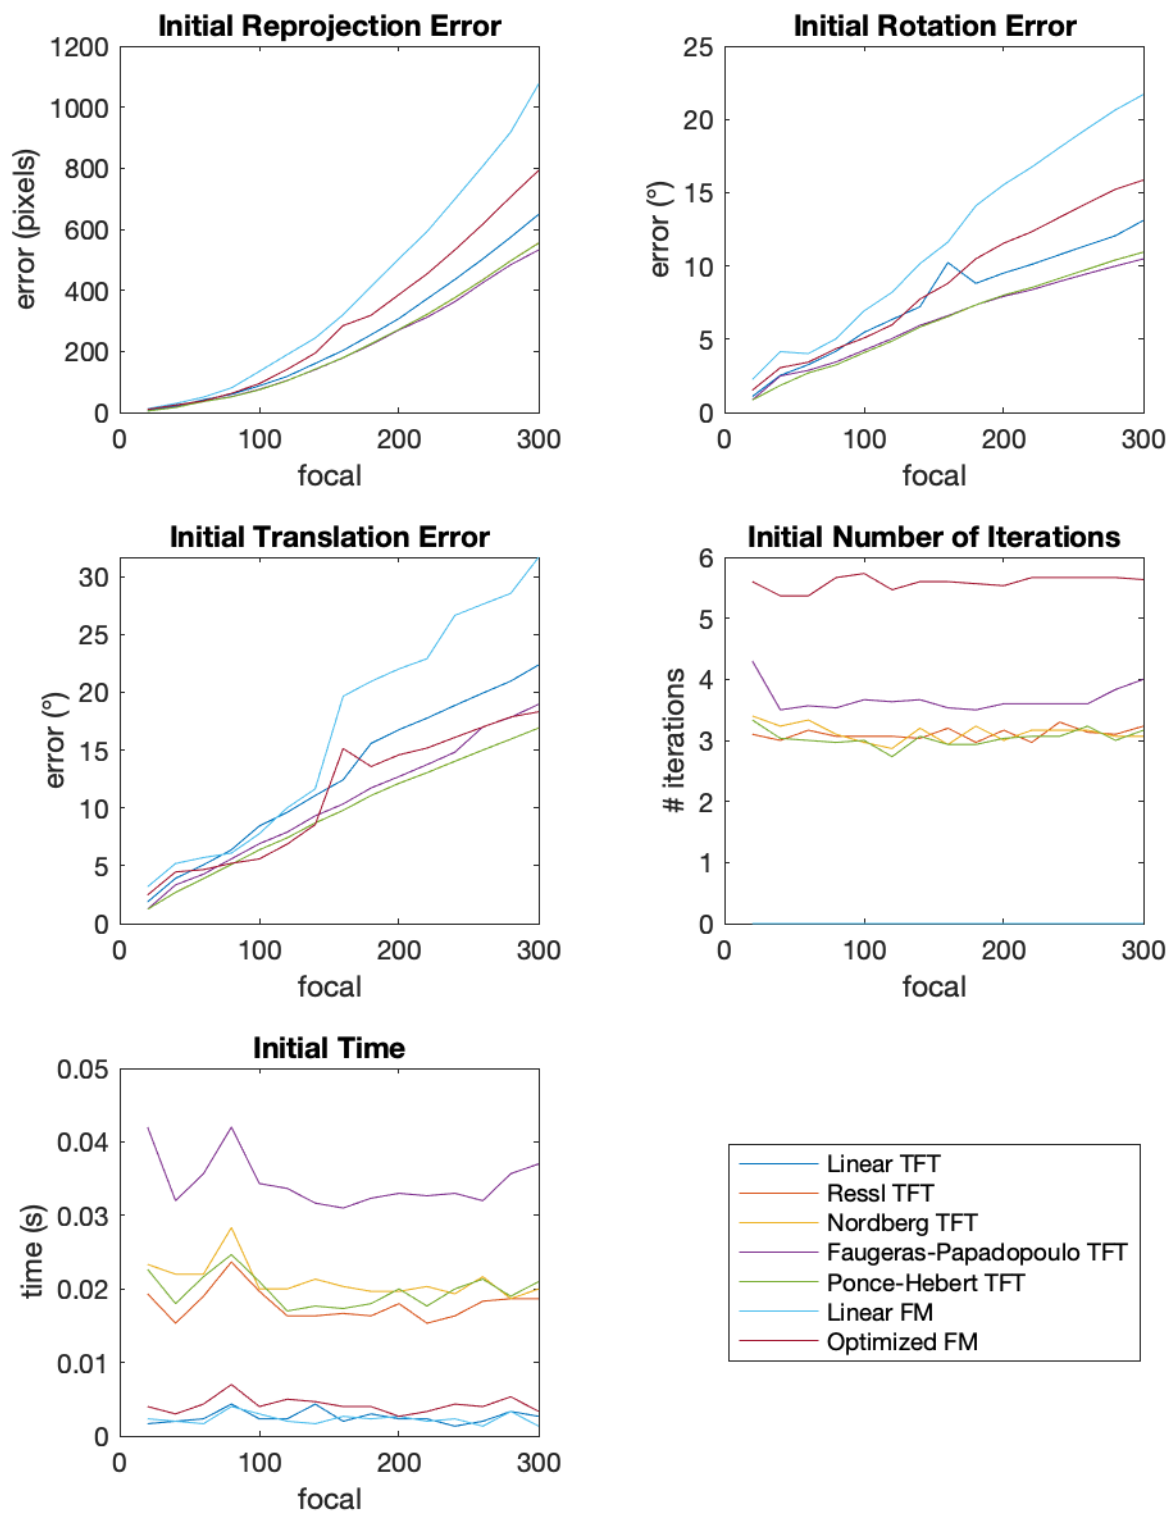 Initial Reprojection Error
1200
1000
800
600
400
200
0
0 100 200 300
error (pixels)
focal
Initial Rotation Error
25
20
15
10
5
0
0 100 200 300
error (°)
focal
Initial Translation Error
30
25
20
15
10
5
0
0 100 200 300
error (°)
focal
Initial Number of Iterations
6
5
4
3
2
1
0
0 100 200 300
# iterations
focal
Initial Time
0.05
0.04
0.03
0.02
0.01
0
0 100 200 300
time (s)
focal
Linear TFT
Ressl TFT
Nordberg TFT
Faugeras-Papadopoulo TFT
Ponce-Hebert TFT
Linear FM
Optimized FM